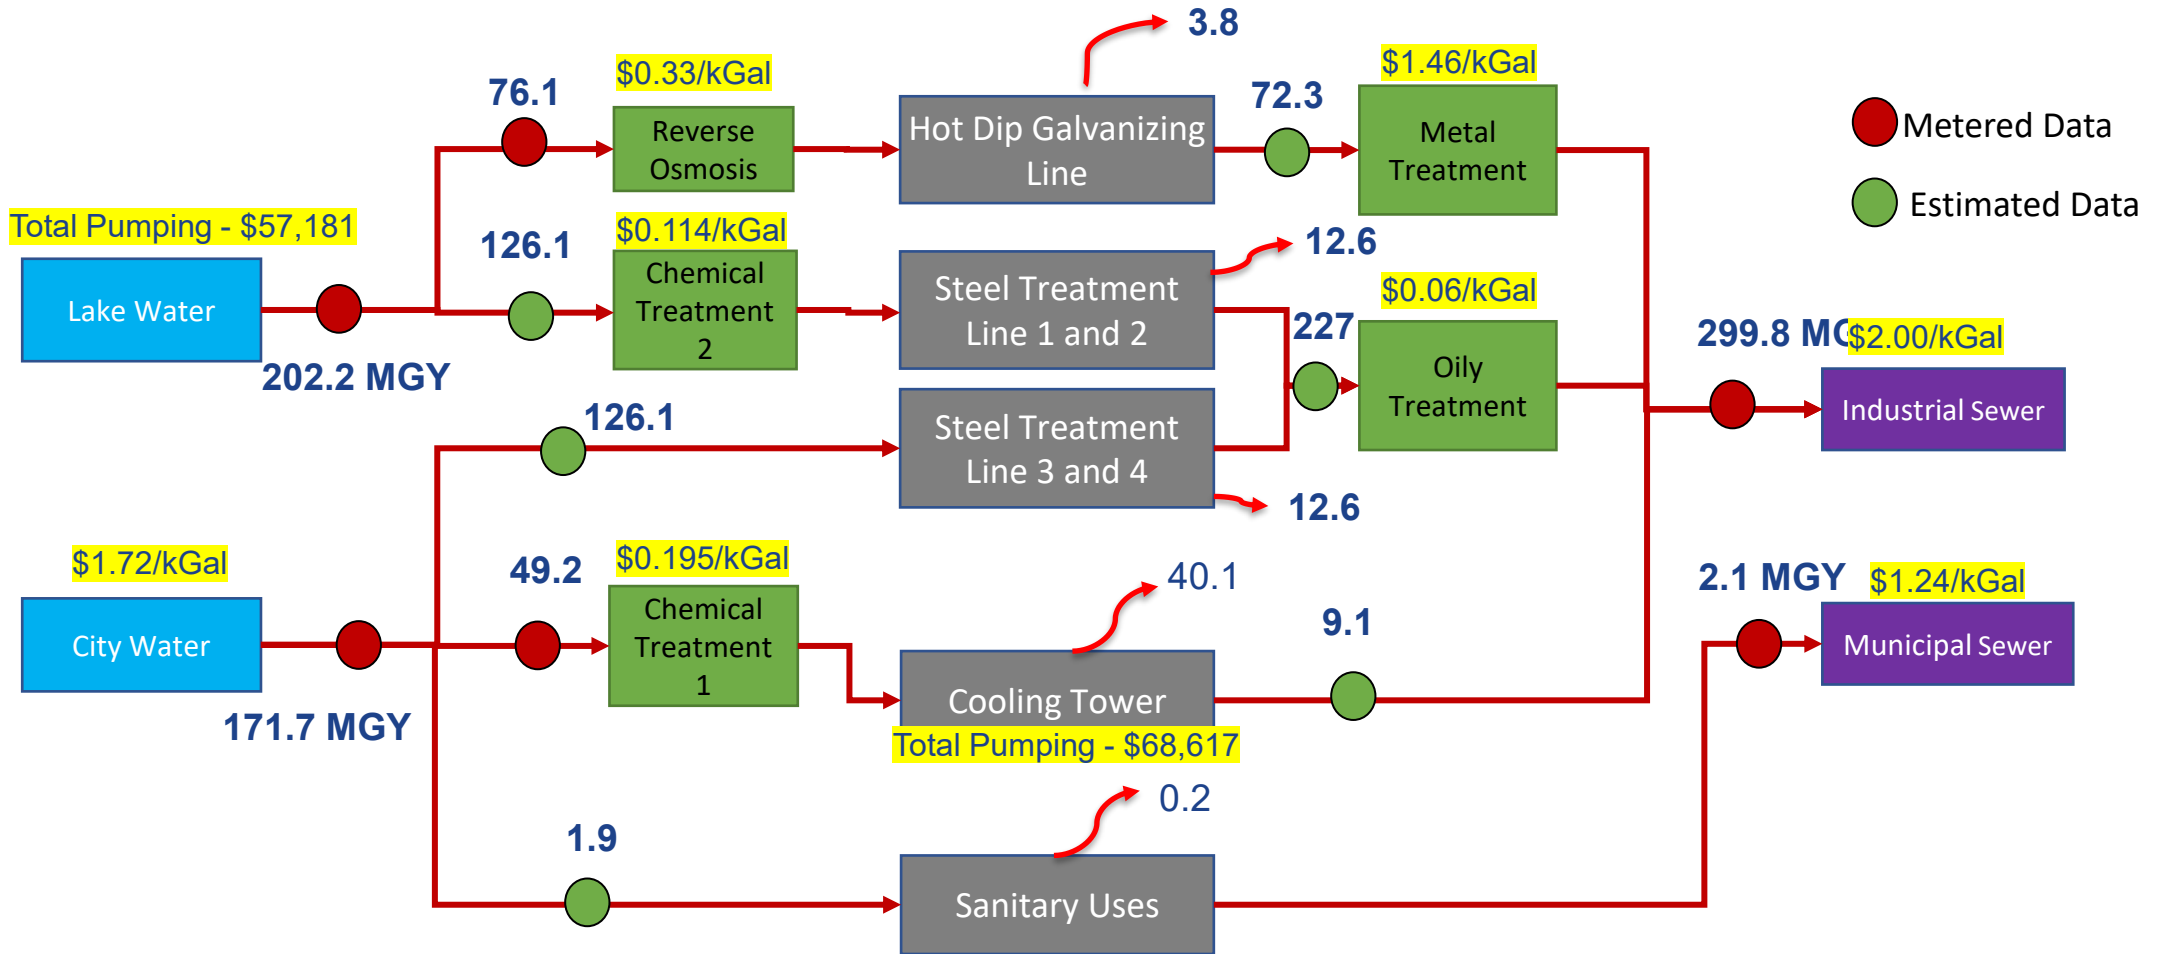 3.8
$0.33/kGal
$1.46/kGal
76.1
72.3
Reverse
Osmosis
Hot Dip Galvanizing
Line
Metal
Treatment
Metered Data
Estimated Data
Total Pumping - $57,181
126.1
$0.114/kGal
12.6
Lake Water
Chemical
Treatment
2
Steel Treatment
Line 1 and 2
$0.06/kGal
227
299.8
$2.00/kGal
202.2 MGY
Oily
Treatment
126.1
Steel Treatment
Line 3 and 4
Industrial Sewer
12.6
$1.72/kGal
49.2
$0.195/kGal
40.1
2.1 MGY
$1.24/kGal
City Water
Chemical
Treatment
1
9.1
Municipal Sewer
171.7 MGY
Cooling Tower
Total Pumping - $68,617
0.2
1.9
Sanitary Uses